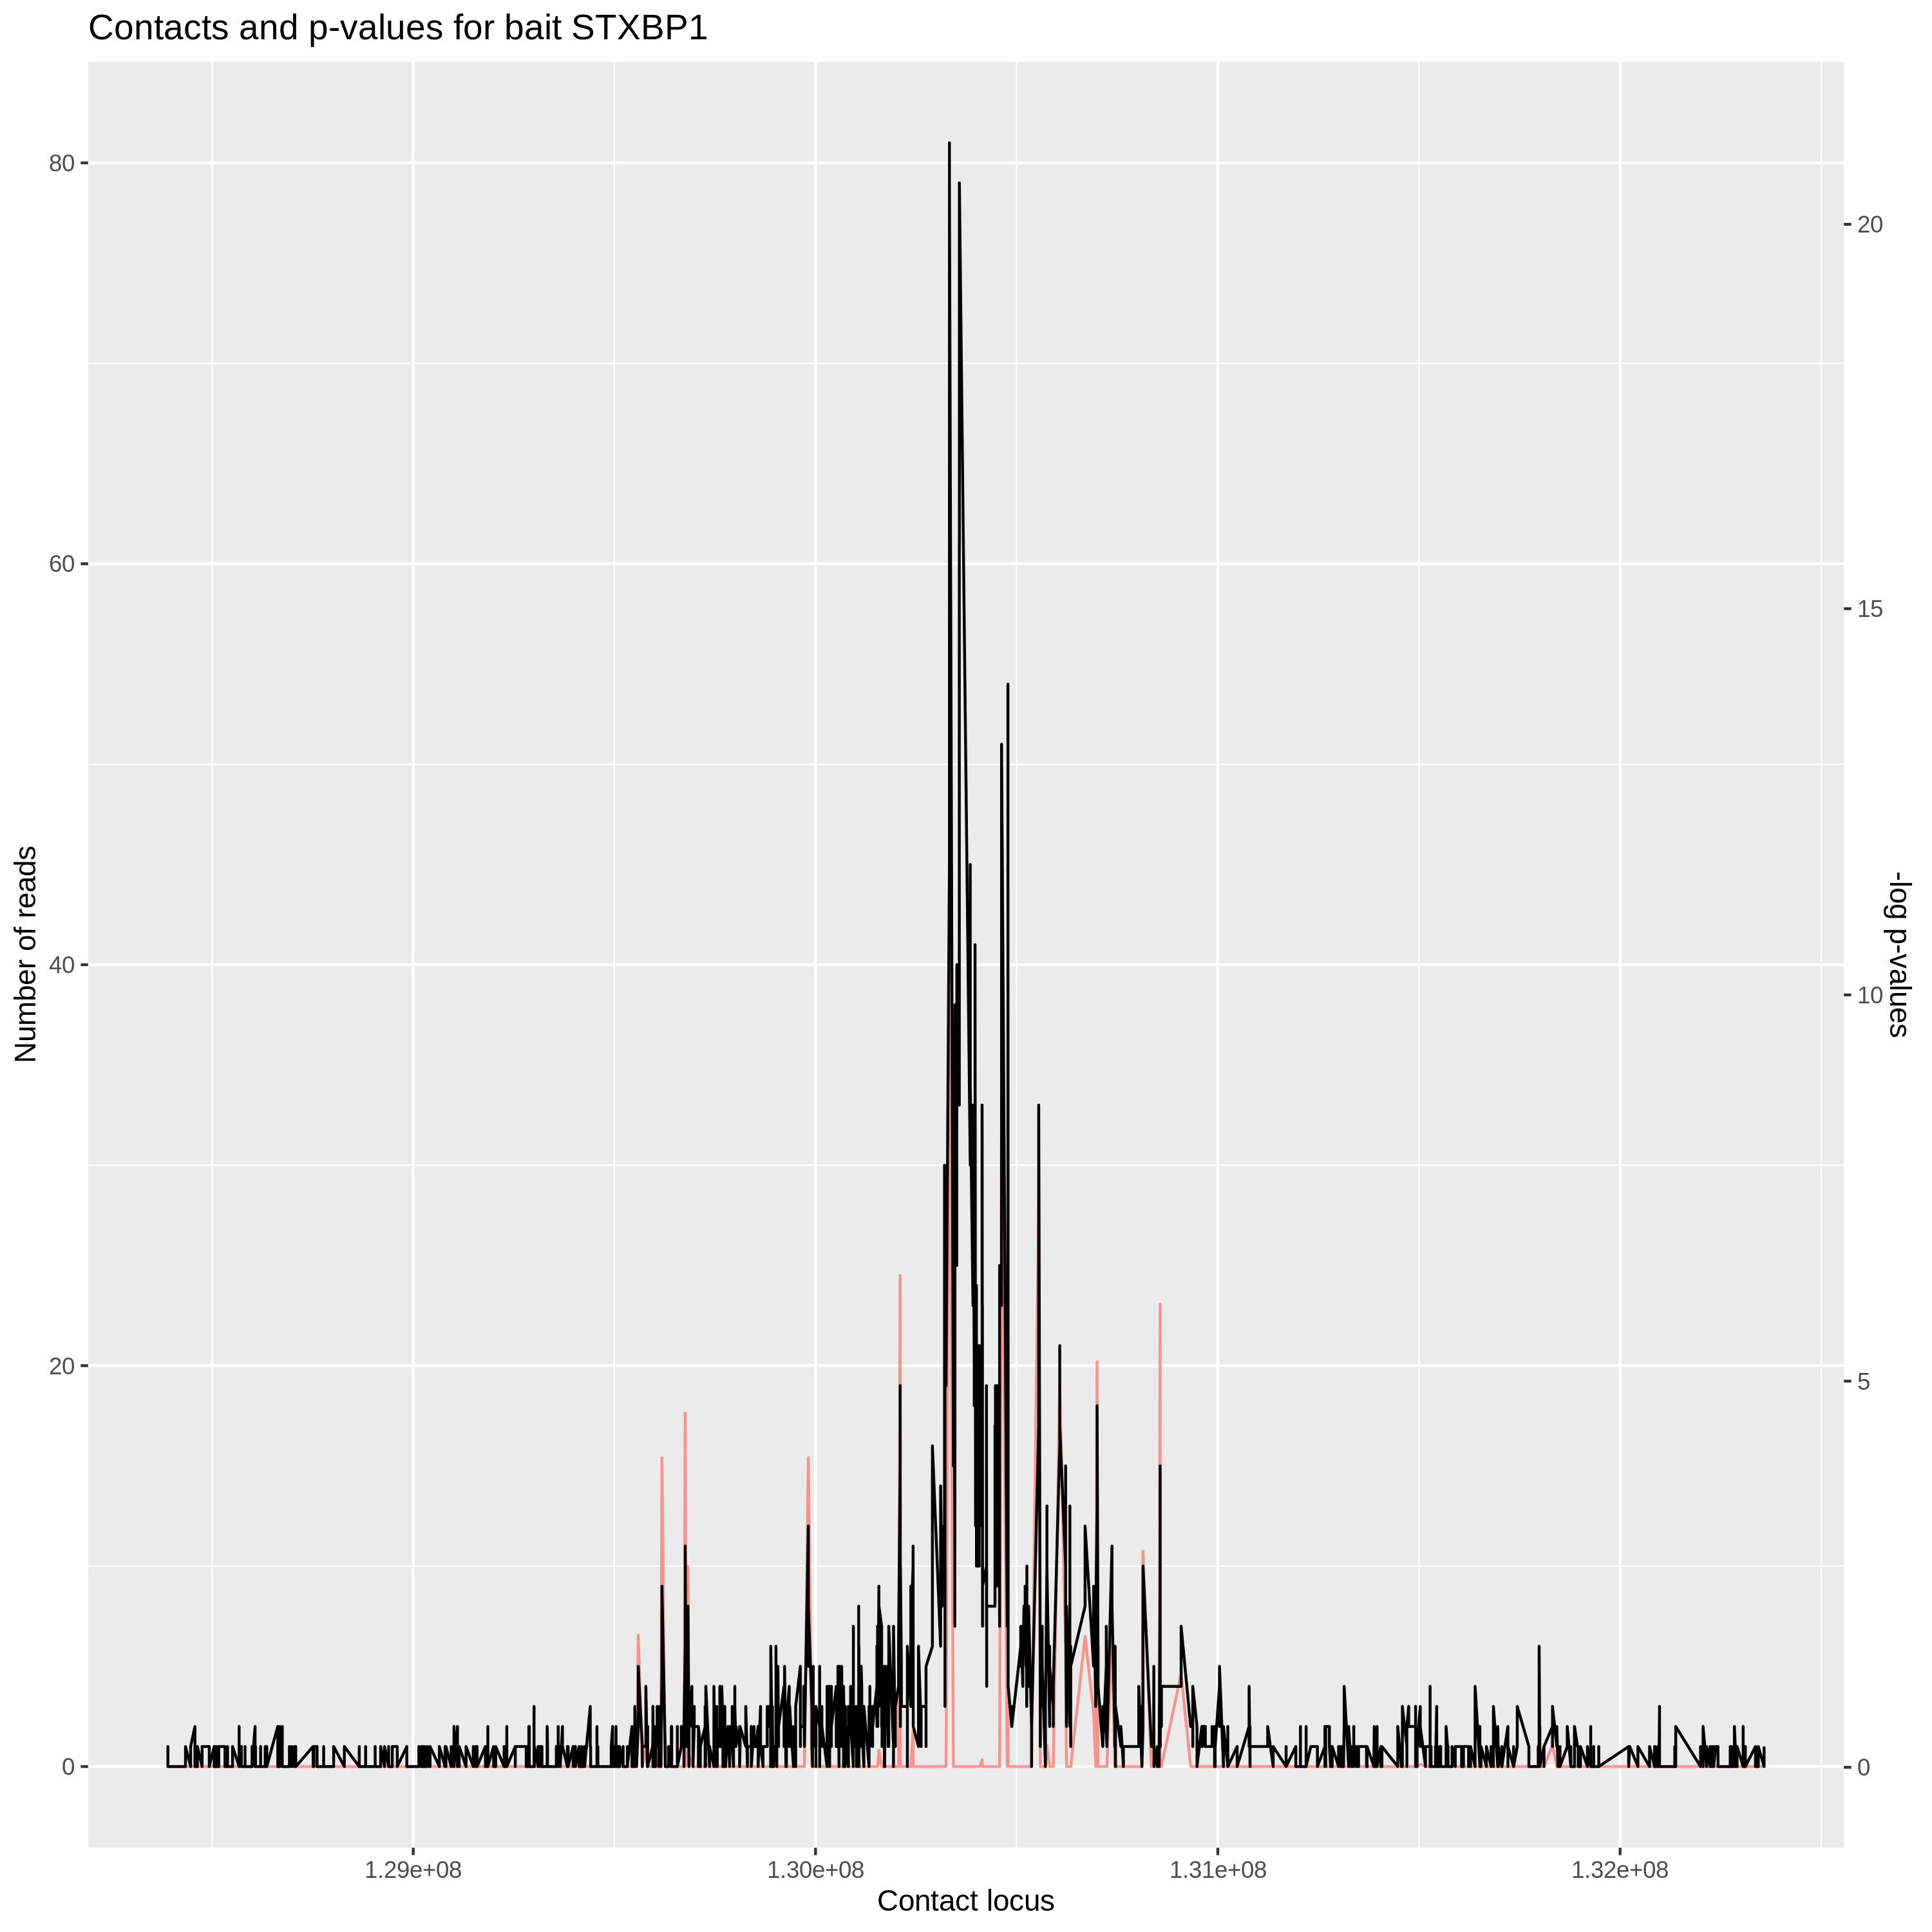 Contacts and p-values for bait STXBP1
80
60
40
20
0
Number of reads
20
15
10
5
0
-log p-values
1.29e+08
1.30e+08
1.31e+08
1.32e+08
Contact locus